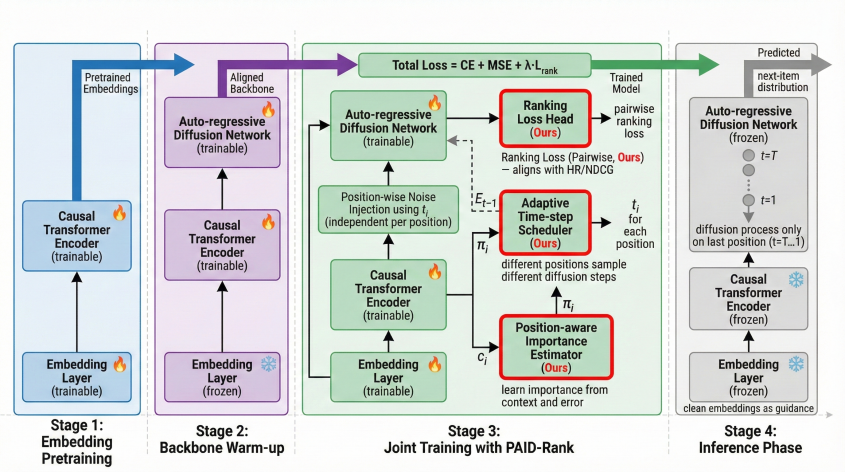 Pretrained
Embeddings
Causal
Transformer
Encoder
(trainable)
Embedding
Layer
(trainable)
Stage 1:
Embedding
Pretraining
Aligned
Backbone
Auto-regressive
Diffusion Network
(trainable)
Causal
Transformer
Encoder
(trainable)
Embedding
Layer
(frozen)
Stage 2:
Backbone Warm-up
Total Loss = CE + MSE + λ·L_rank
Trained
Model
Auto-regressive
Diffusion Network
(trainable)
Ranking
Loss Head
(Ours)
pairwise
ranking
loss
Ranking Loss (Pairwise, Ours)
— aligns with HR/NDCG
Position-wise Noise
Injection using t_i
(independent per position)
E_{t−1}
Adaptive
Time-step
Scheduler
(Ours)
t_i
for
each
position
π_i
different positions sample
different diffusion steps
Causal
Transformer
Encoder
(trainable)
π_i
Position-aware
Importance
Estimator
(Ours)
c_i
Embedding
Layer
(trainable)
learn importance from
context and error
Stage 3:
Joint Training with PAID-Rank
Predicted
next-item
distribution
Auto-regressive
Diffusion Network
(frozen)
t=T
t=1
diffusion process only
on last position (t=T...1)
Causal
Transformer
Encoder
(frozen)
Embedding
Layer
(frozen)
clean embeddings as guidance
Stage 4:
Inference Phase